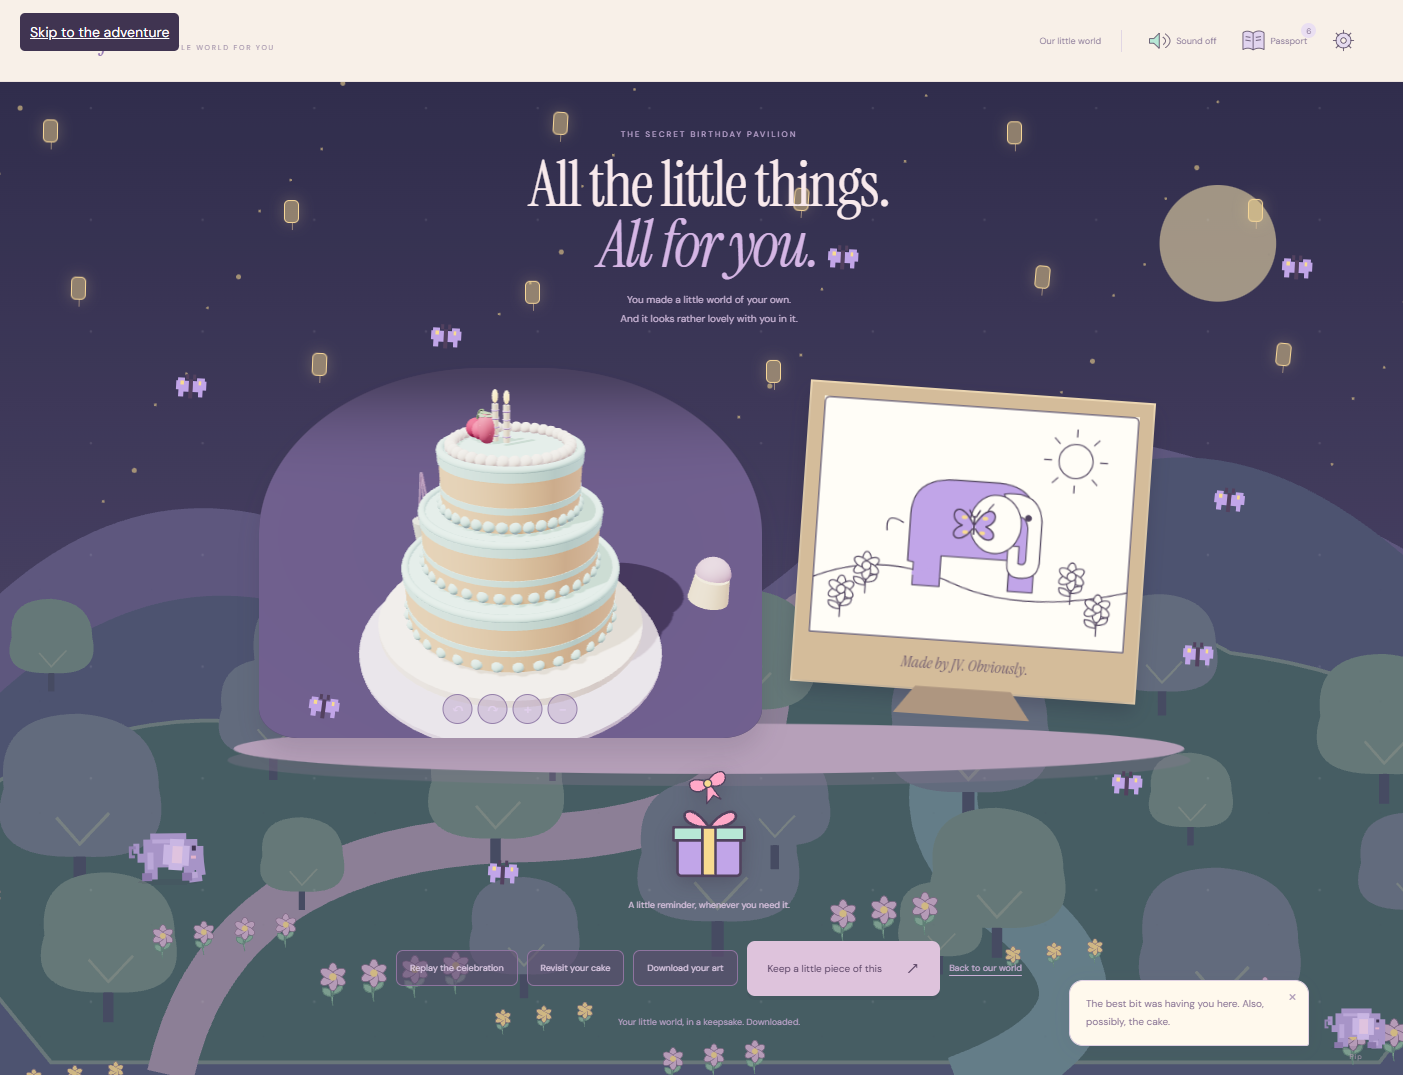 Skip to the adventure
LE WORLD FOR YOU
Our little world
Sound off
Passport
6
THE SECRET BIRTHDAY PAVILION
All the little things.
All for you.
You made a little world of your own.
And it looks rather lovely with you in it.
Made by JV. Obviously.
A little reminder, whenever you need it.
Replay the celebration
Revisit your cake
Download your art
Keep a little piece of this ↗
Back to our world
The best bit was having you here. Also,
possibly, the cake.
×
Your little world, in a keepsake. Downloaded.